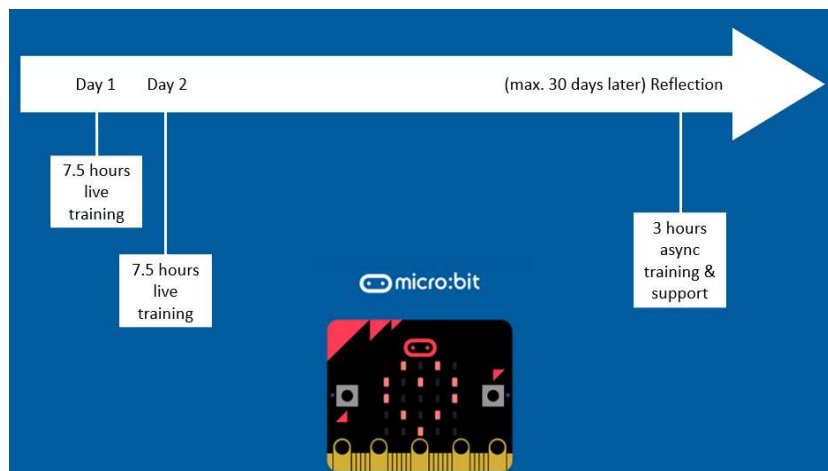 Day 1 Day 2 (max. 30 days later) Reflection
7.5 hours
live
training
7.5 hours
live
training
3 hours
async
training &
support
micro:bit